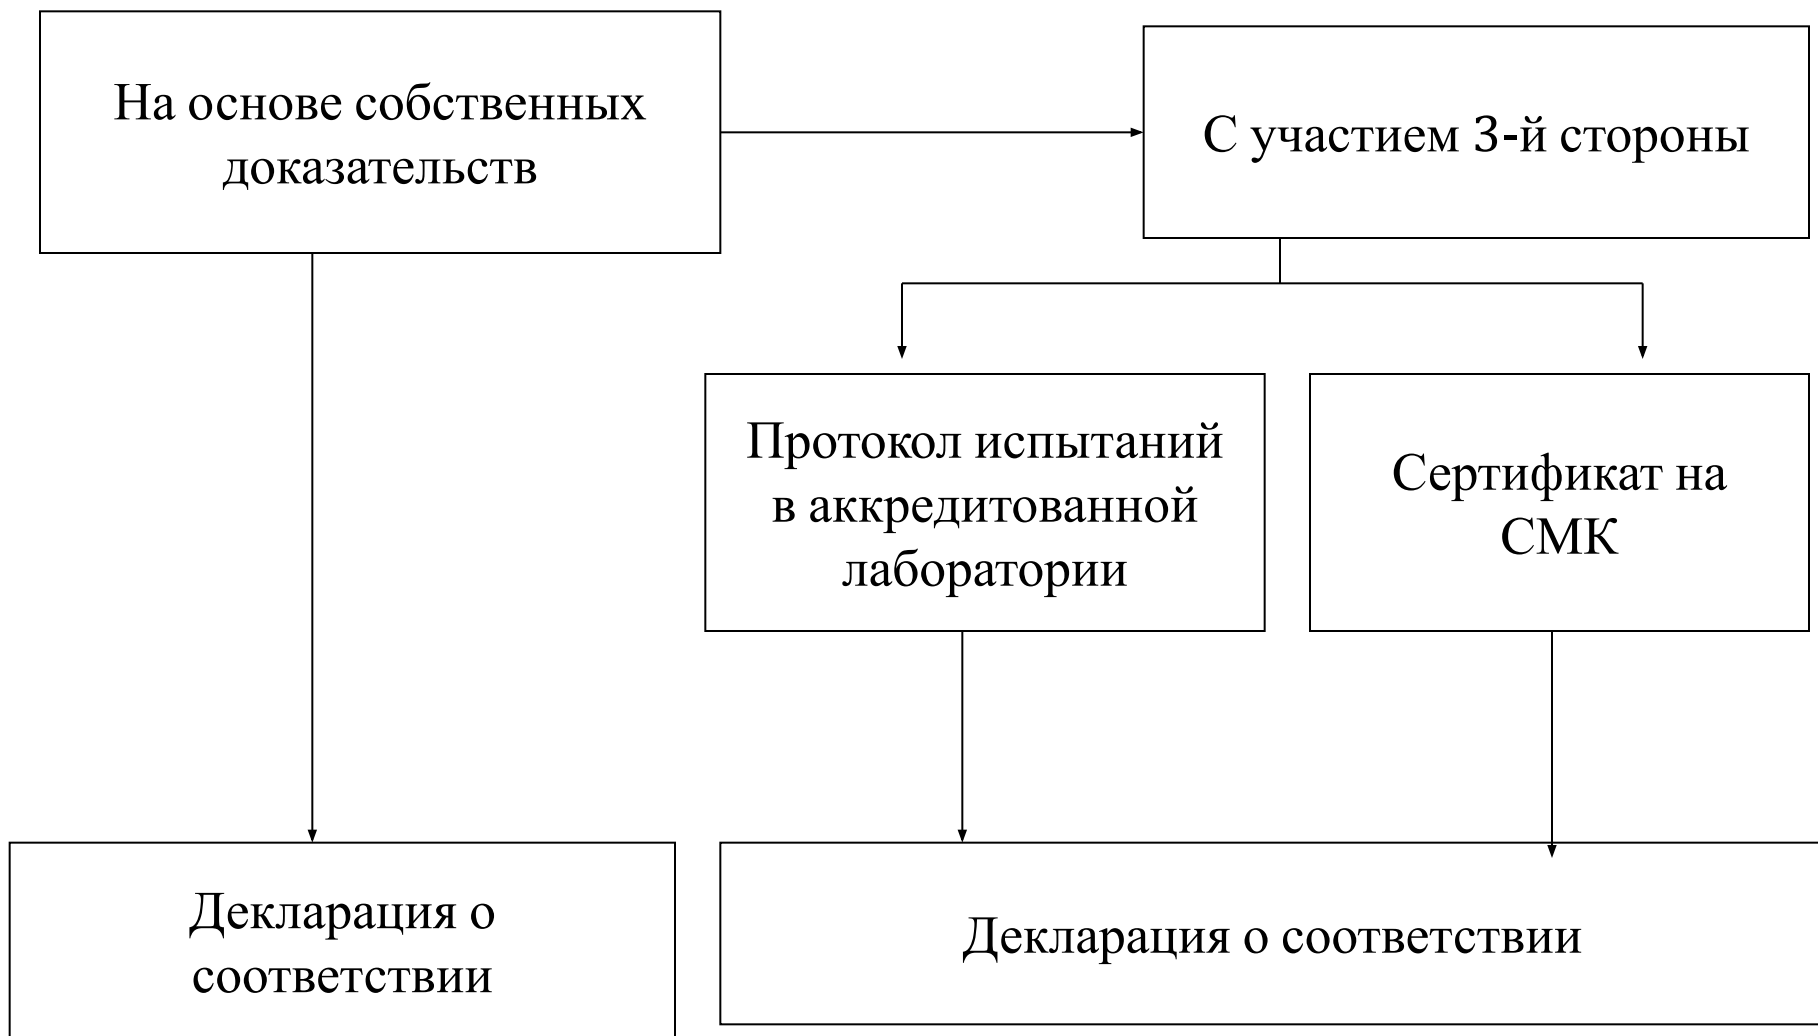 На основе собственных
доказательств
С участием 3-й стороны
Протокол испытаний
в аккредитованной
лаборатории
Сертификат на
СМК
Декларация о
соответствии
Декларация о соответствии